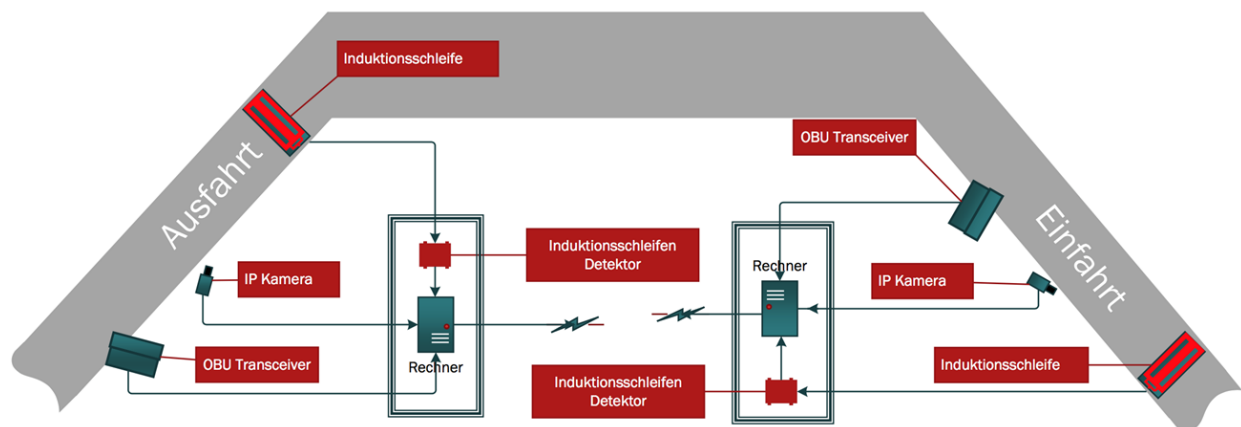 Induktionsschleife
OBU Transceiver
Ausfahrt
Einfahrt
Induktionsschleifen
Detektor
Rechner
IP Kamera
IP Kamera
OBU Transceiver
Rechner
Induktionsschleifen
Detektor
Induktionsschleife